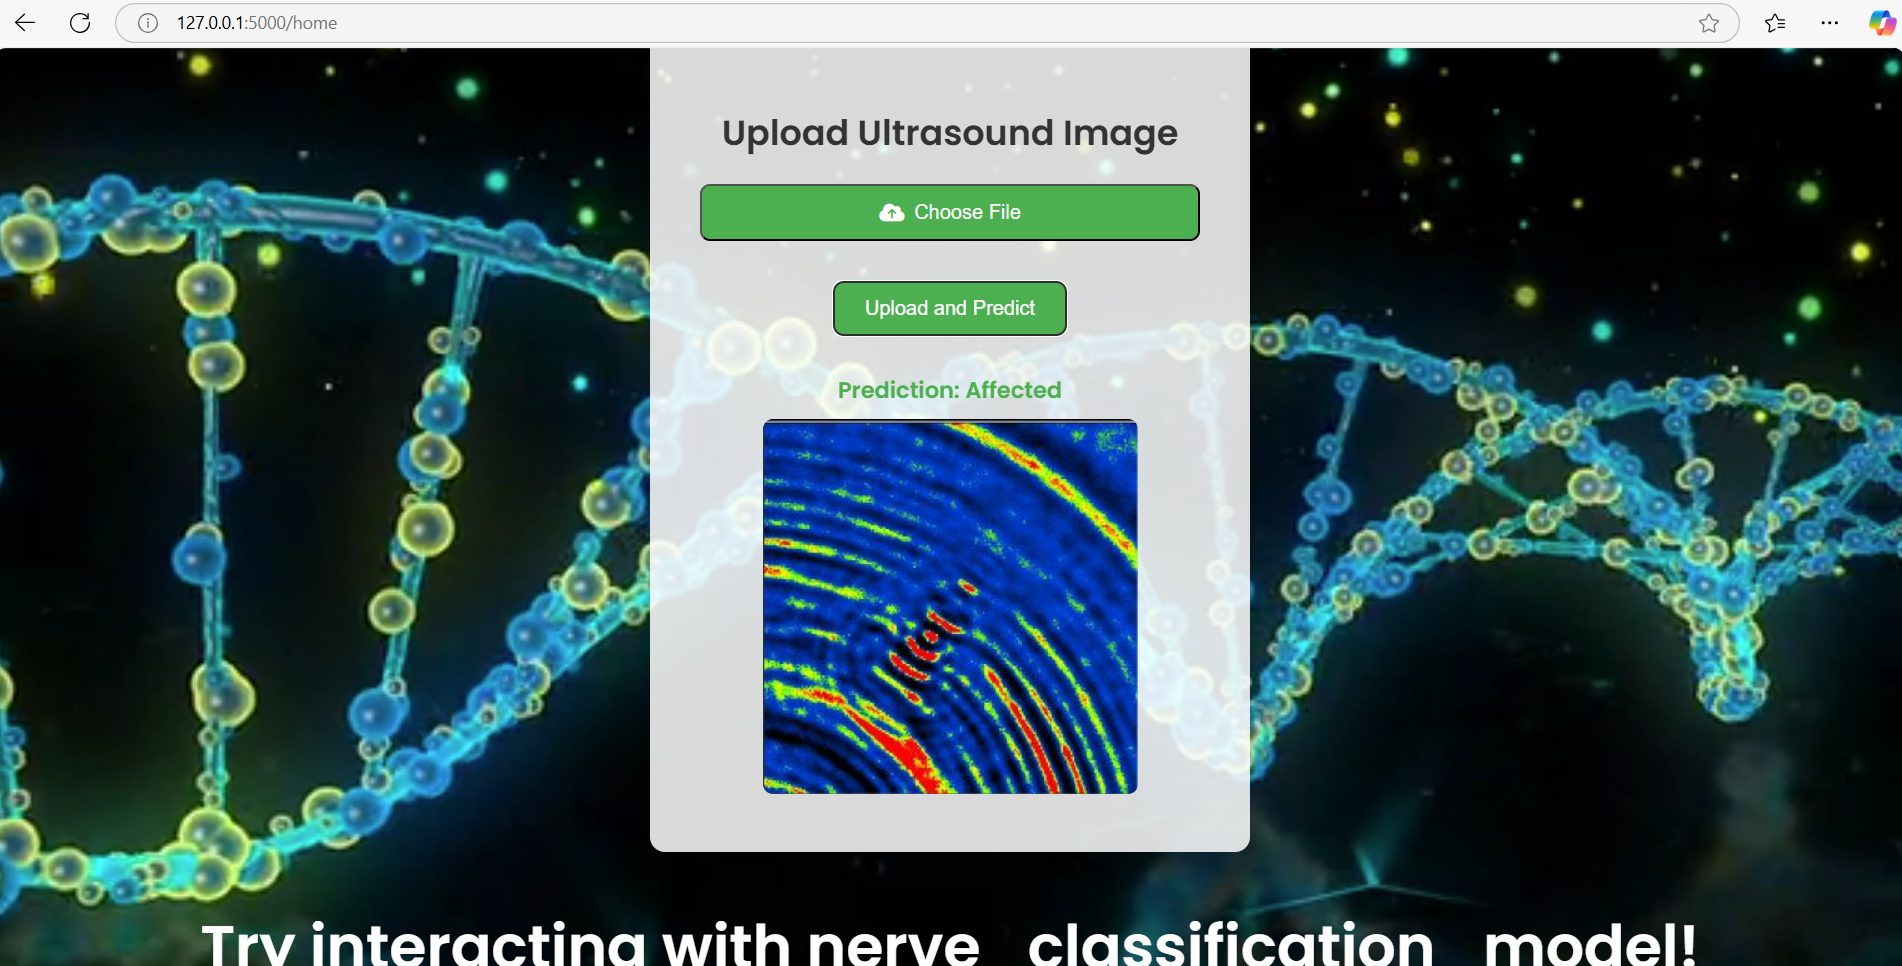 127.0.0.1:5000/home
Upload Ultrasound Image
Choose File
Upload and Predict
Prediction: Affected
Try interacting with nerve classification model!